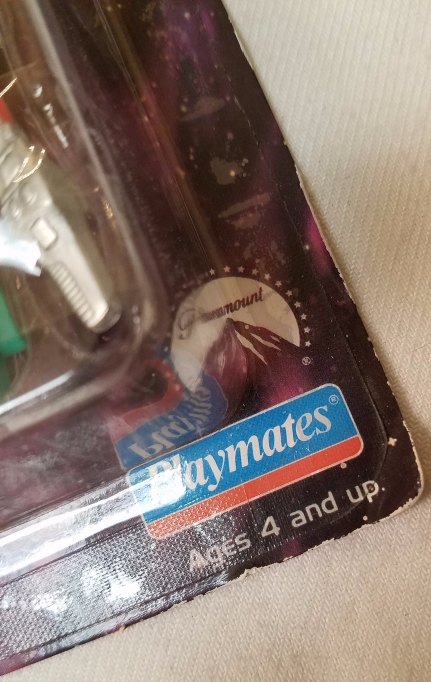 Paramount
®
Playmates®
Ages 4 and up.